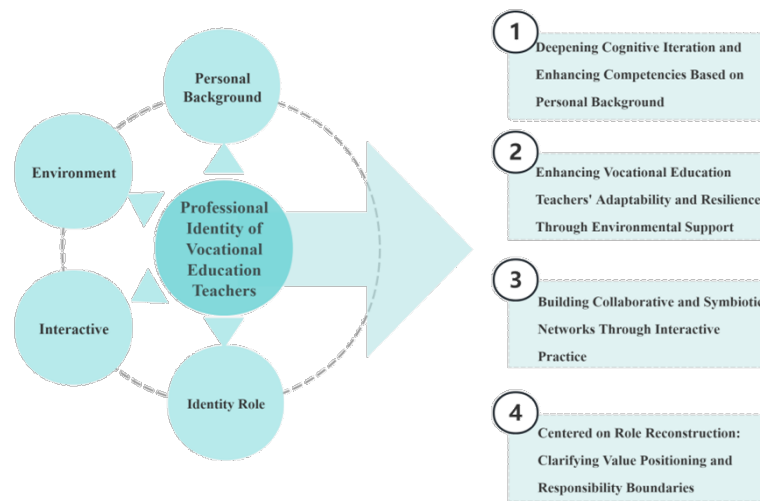 Personal
Background
Environment
Professional
Identity of
Vocational
Education
Teachers
Interactive
Identity Role
1
Deepening Cognitive Iteration and
Enhancing Competencies Based on
Personal Background
2
Enhancing Vocational Education
Teachers' Adaptability and Resilience
Through Environmental Support
3
Building Collaborative and Symbiotic
Networks Through Interactive
Practice
4
Centered on Role Reconstruction:
Clarifying Value Positioning and
Responsibility Boundaries